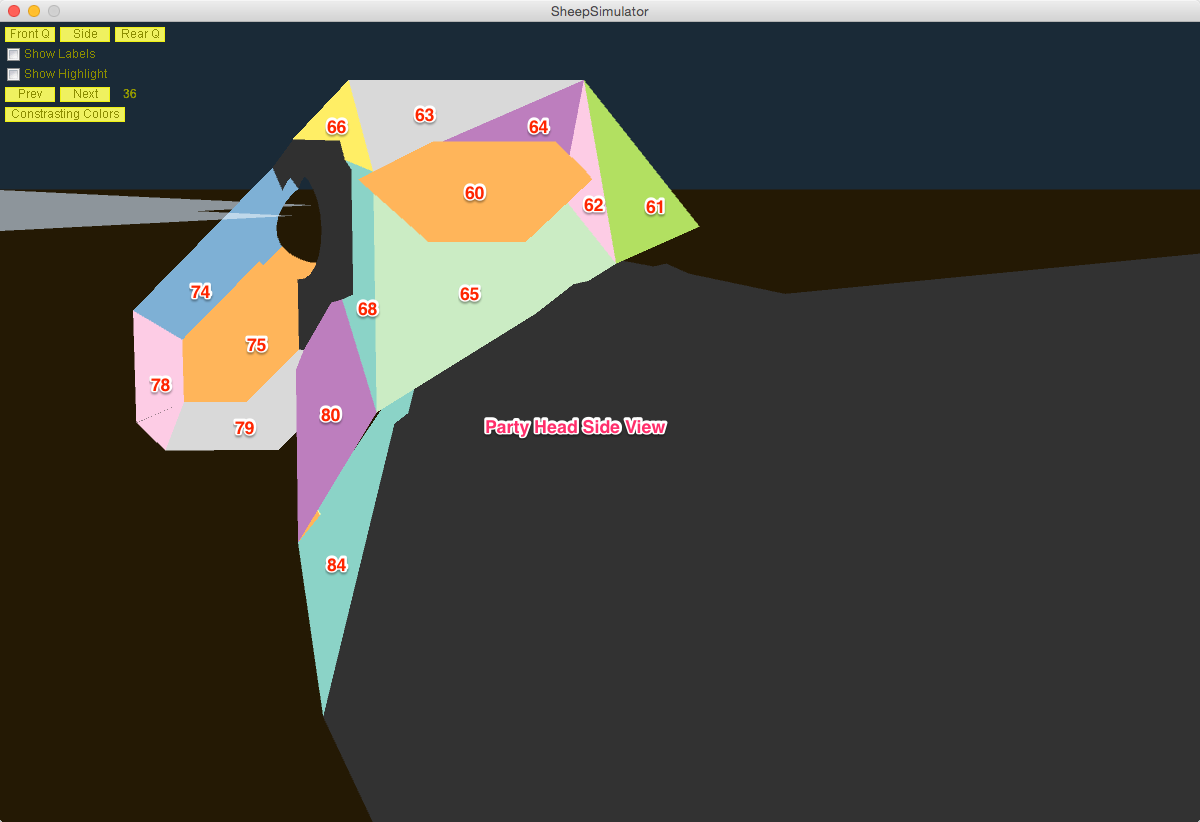 SheepSimulator
Front Q Side Rear Q
Show Labels
Show Highlight
Prev Next 36
Constrasting Colors
63
66
64
60
62
61
74
65
68
75
78
80
79
Party Head Side View
84